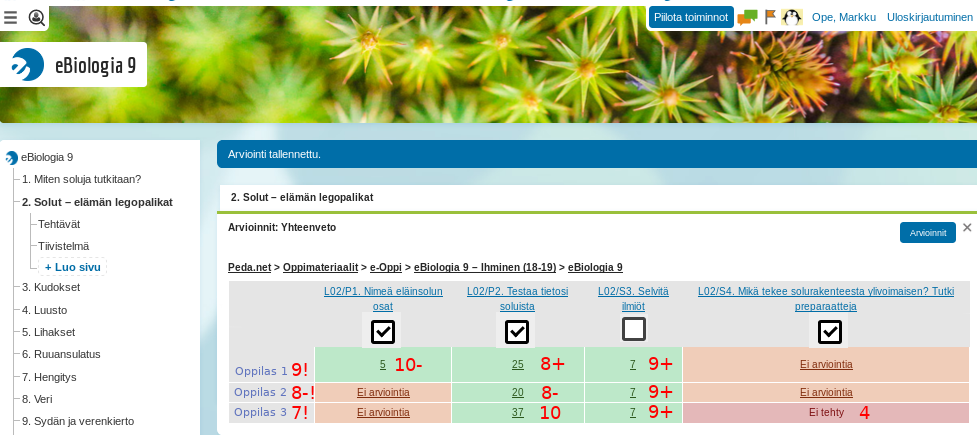 Piilota toiminnot Ope, Markku Uloskirjautuminen
eBiologia 9
eBiologia 9
1. Miten soluja tutkitaan?
2. Solut – elämän legopalikat
Tehtävät
Tiivistelmä
+ Luo sivu
3. Kudokset
4. Luusto
5. Lihakset
6. Ruuansulatus
7. Hengitys
8. Veri
9. Sydän ja verenkierto
Arviointi tallennettu.
2. Solut – elämän legopalikat
Arvioinnit: Yhteenveto
Arvioinnit
Peda.net > Oppimateriaalit > e-Oppi > eBiologia 9 – Ihminen (18-19) > eBiologia 9
L02/P1. Nimeä eläinsolun osat
L02/P2. Testaa tietosi soluista
L02/S3. Selvitä ilmiöt
L02/S4. Mikä tekee solurakenteesta ylivoimaisen? Tutki preparaatteja
Oppilas 1 9! 5 10- 25 8+ 7 9+ Ei arviointia
Oppilas 2 8-! Ei arviointia 20 8- 7 9+ Ei arviointia
Oppilas 3 7! Ei arviointia 37 10 7 9+ Ei tehty 4